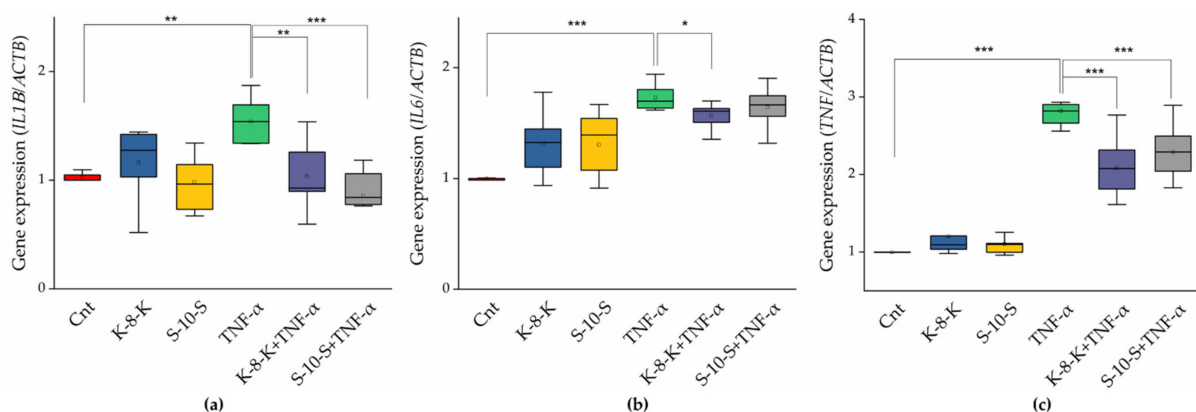 (a)
Gene expression (IL1B/ACTB)
2
1
0
**
***
**
Cnt
K-8-K
S-10-S
TNF-α
K-8-K+TNF-α
S-10-S+TNF-α
(a)
(b)
Gene expression (IL6/ACTB)
2
1
0
***
*
Cnt
K-8-K
S-10-S
TNF-α
K-8-K+TNF-α
S-10-S+TNF-α
(b)
(c)
Gene expression (TNF/ACTB)
4
3
2
1
***
***
***
Cnt
K-8-K
S-10-S
TNF-α
K-8-K+TNF-α
S-10-S+TNF-α
(c)